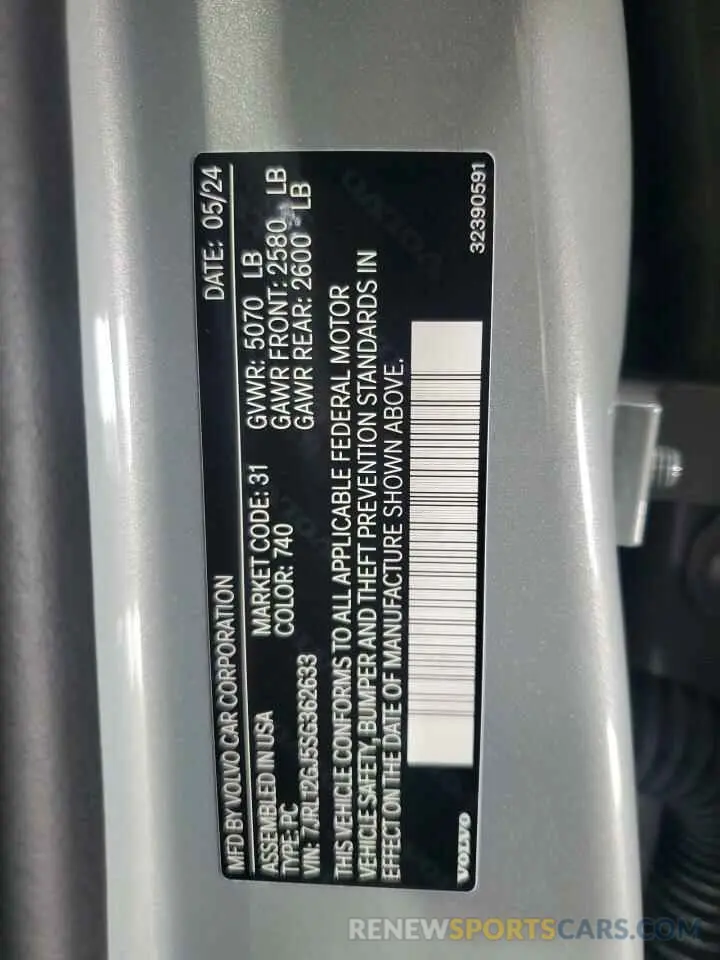 MFD BY VOLVO CAR CORPORATION DATE: 05/24
ASSEMBLED IN USA MARKET CODE: 31 GVWR: 5070 LB
TYPE: PC COLOR: 740 GAWR FRONT: 2580 LB
VIN: 7JRLT2GJ5SG362633 GAWR REAR: 2600 LB
THIS VEHICLE CONFORMS TO ALL APPLICABLE FEDERAL MOTOR
VEHICLE SAFETY, BUMPER AND THEFT PREVENTION STANDARDS IN
EFFECT ON THE DATE OF MANUFACTURE SHOWN ABOVE.
VOLVO 32390591
RENEWSPORTSCARS.COM